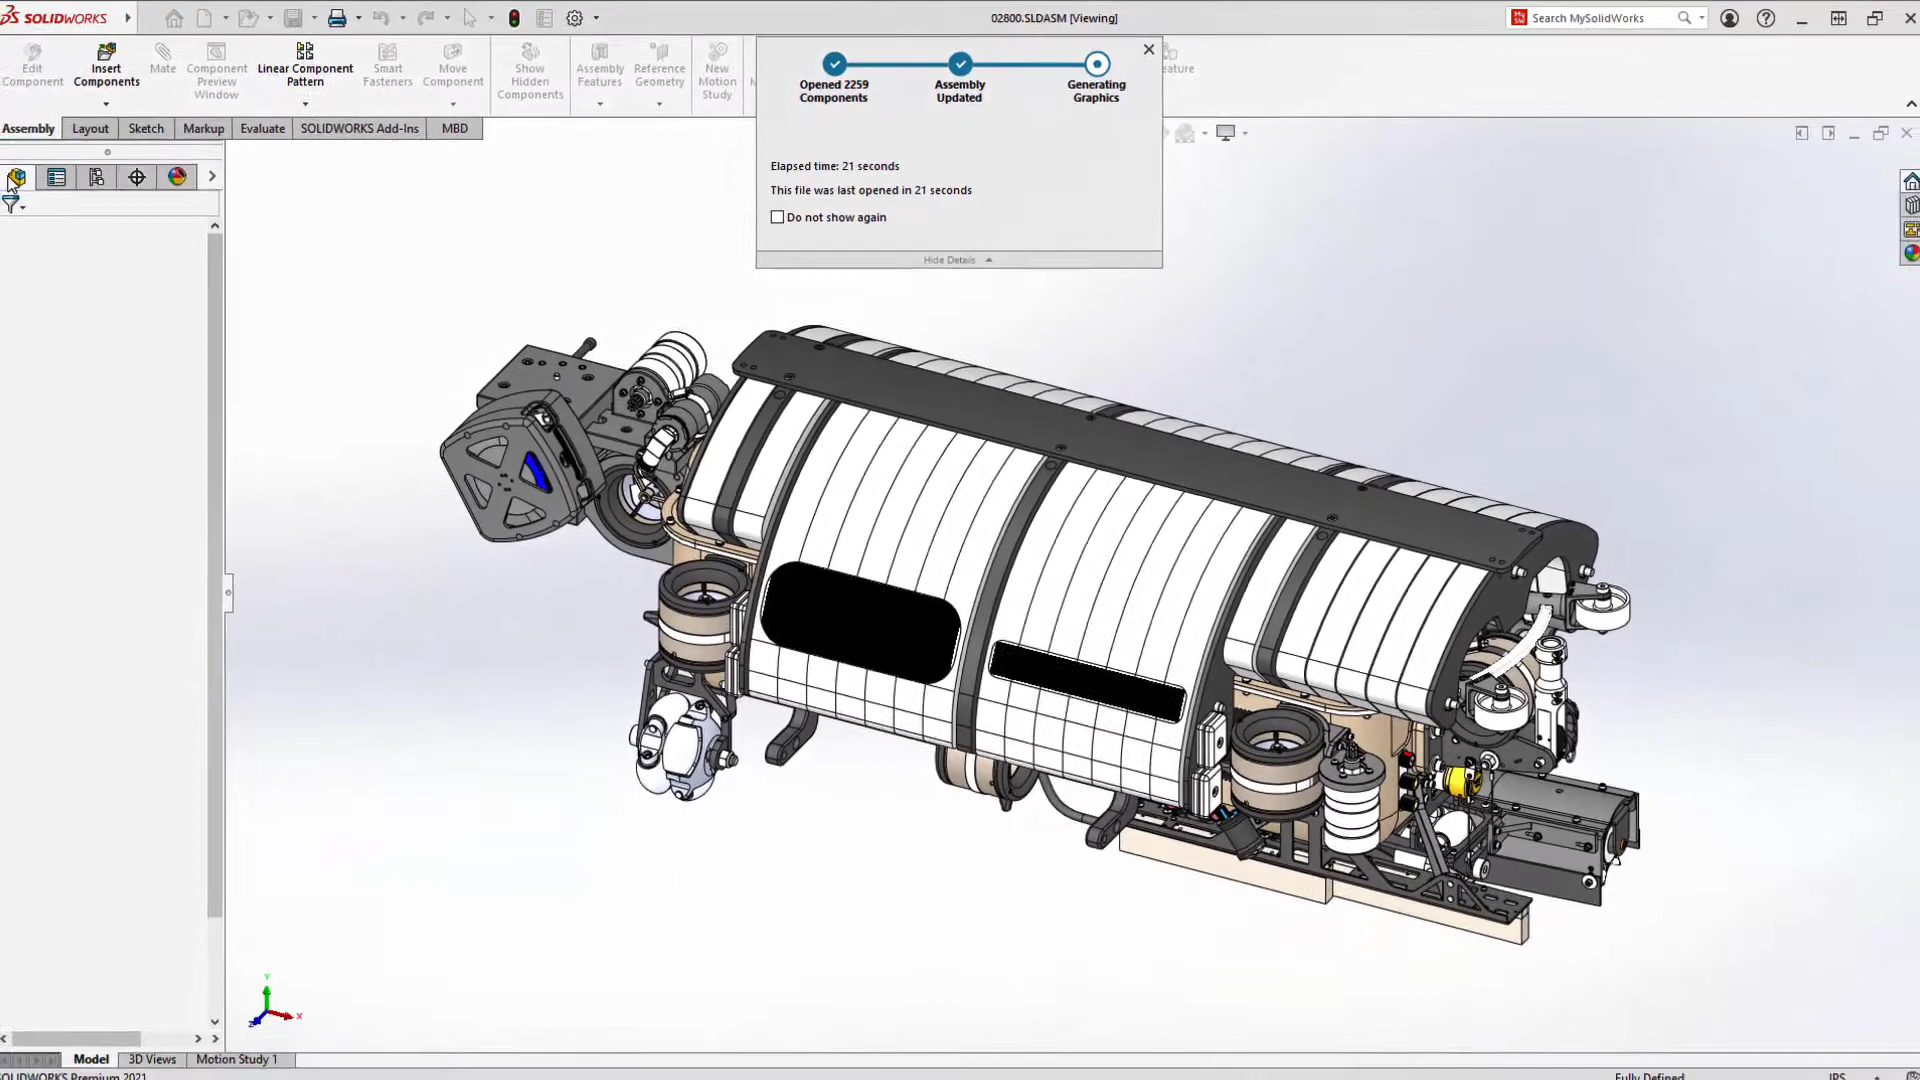 SOLIDWORKS
02800.SLDASM [Viewing]
Search MySolidWorks
Edit Component
Insert Components
Mate
Component Preview Window
Linear Component Pattern
Smart Fasteners
Move Component
Show Hidden Components
Assembly Features
Reference Geometry
New Motion Study
Opened 2259 Components
Assembly Updated
Generating Graphics
Assembly
Layout
Sketch
Markup
Evaluate
SOLIDWORKS Add-Ins
MBD
Elapsed time: 21 seconds
This file was last opened in 21 seconds
Do not show again
Hide Details
Y
X
Z
Model
3D Views
Motion Study 1
SOLIDWORKS Premium 2021
Fully Defined
IPS